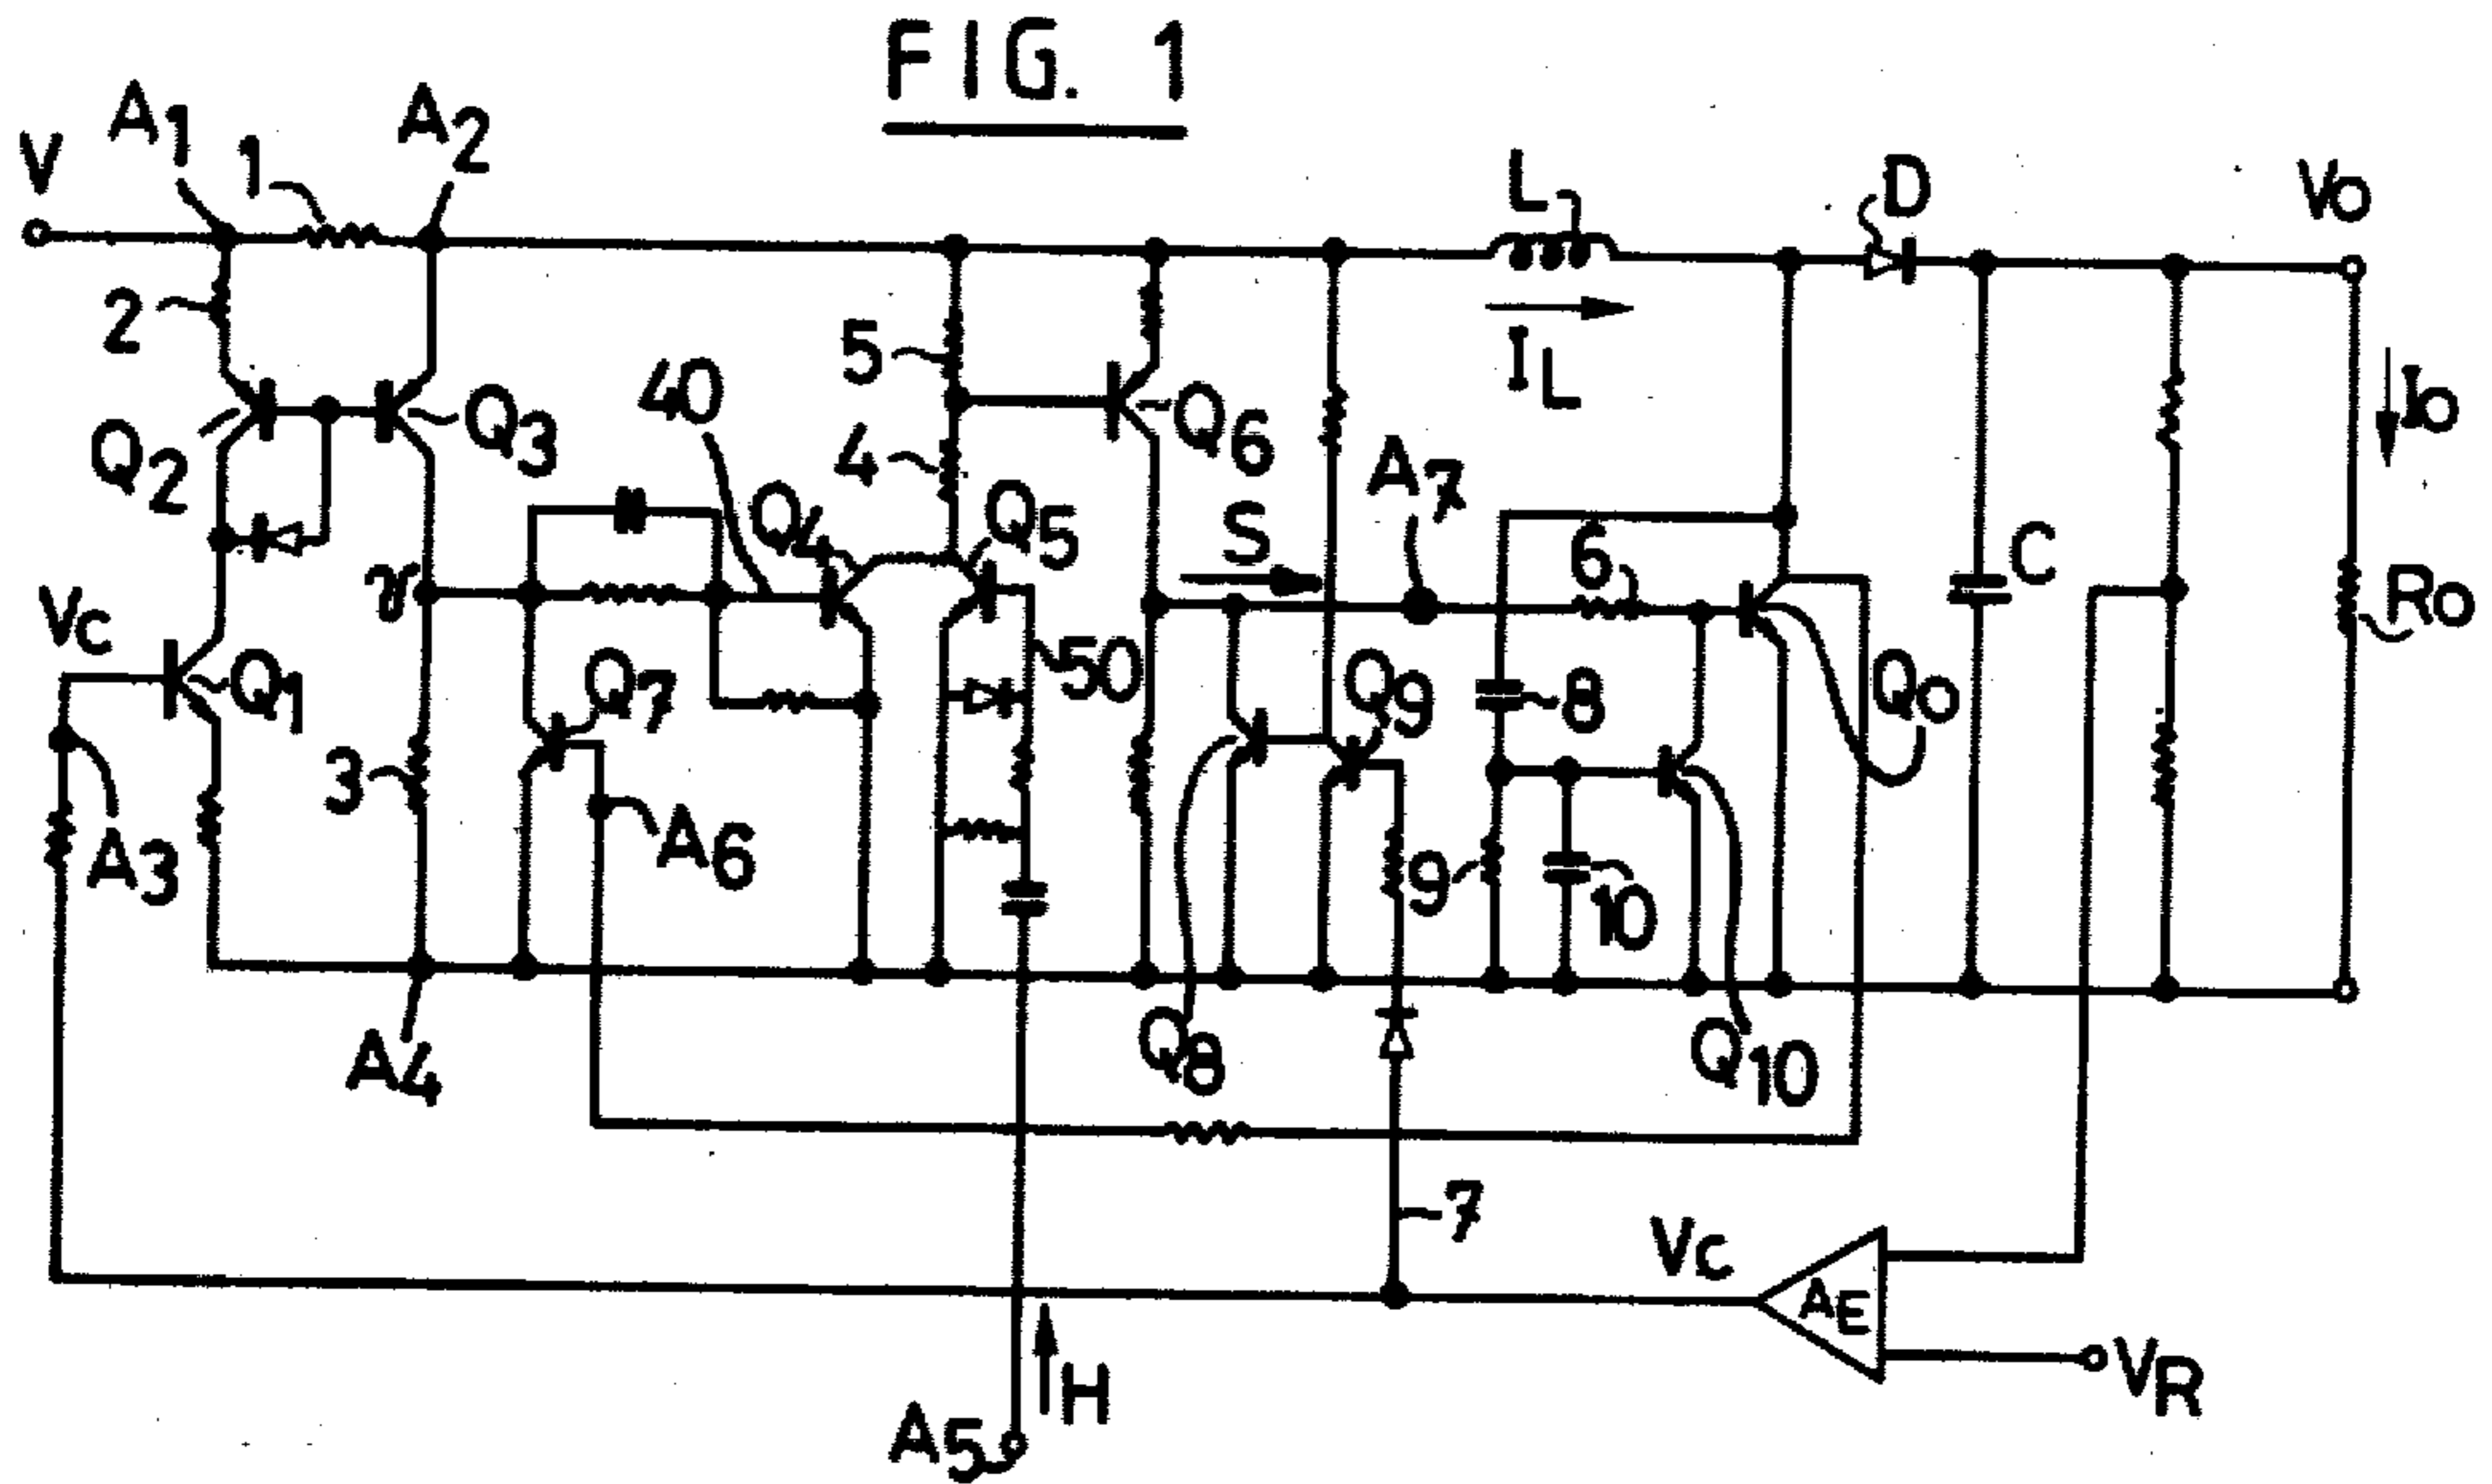 FIG. 1
V
A1
1
A2
L
D
Vo
2
5
IL
Io
40
Q2
Q3
4
Q6
A7
Q4
Q5
S
6
C
γ
Ro
Vc
Q1
Q7
50
Q9
8
Qo
3
A3
A6
9
10
A4
Q8
Q10
7
Vc
AE
H
VR
A5